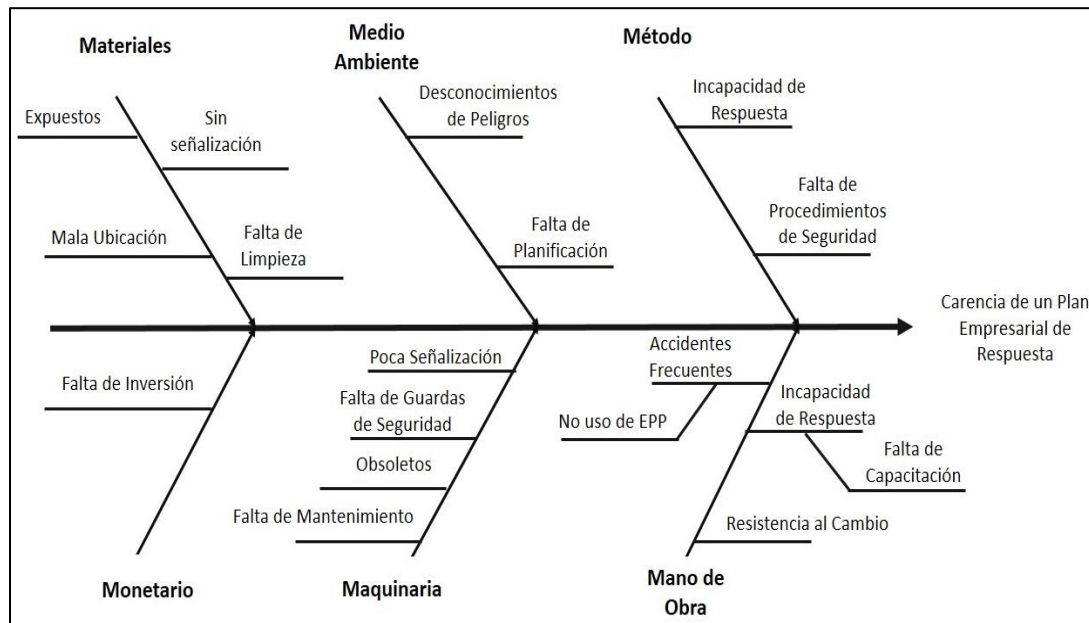 Materiales
Medio
Ambiente
Método
Expuestos
Sin
señalización
Mala Ubicación
Falta de
Limpieza
Desconocimientos
de Peligros
Falta de
Planificación
Incapacidad de
Respuesta
Falta de
Procedimientos
de Seguridad
Carencia de un Plan
Empresarial de
Respuesta
Falta de Inversión
Poca Señalización
Falta de Guardas
de Seguridad
Obsoletos
Falta de Mantenimiento
Accidentes
Frecuentes
No uso de EPP
Incapacidad
de Respuesta
Falta de
Capacitación
Resistencia al Cambio
Monetario
Maquinaria
Mano de
Obra